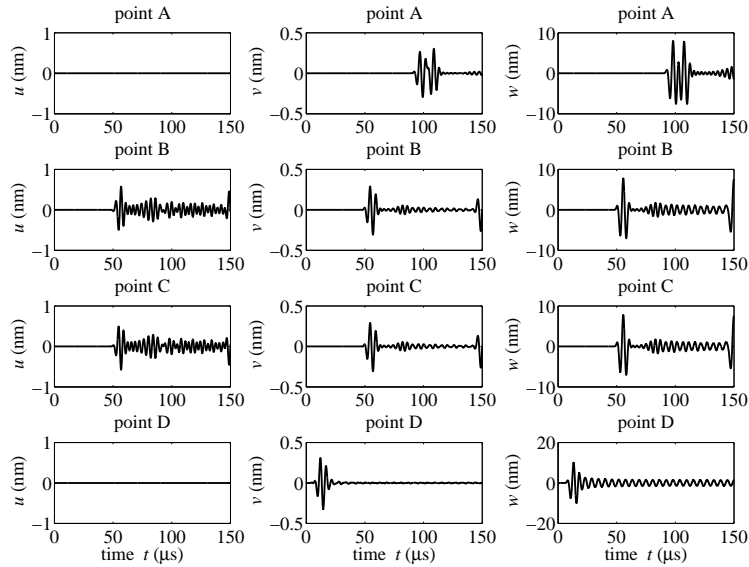 point A point A point A
1 0.5 10
u (nm) 0 v (nm) 0 w (nm) 0
−1 −0.5 −10
0 50 100 150 0 50 100 150 0 50 100 150
point B point B point B
1 0.5 10
u (nm) 0 v (nm) 0 w (nm) 0
−1 −0.5 −10
0 50 100 150 0 50 100 150 0 50 100 150
point C point C point C
1 0.5 10
u (nm) 0 v (nm) 0 w (nm) 0
−1 −0.5 −10
0 50 100 150 0 50 100 150 0 50 100 150
point D point D point D
1 0.5 20
u (nm) 0 v (nm) 0 w (nm) 0
−1 −0.5 −20
0 50 100 150 0 50 100 150 0 50 100 150
time t (μs) time t (μs) time t (μs)